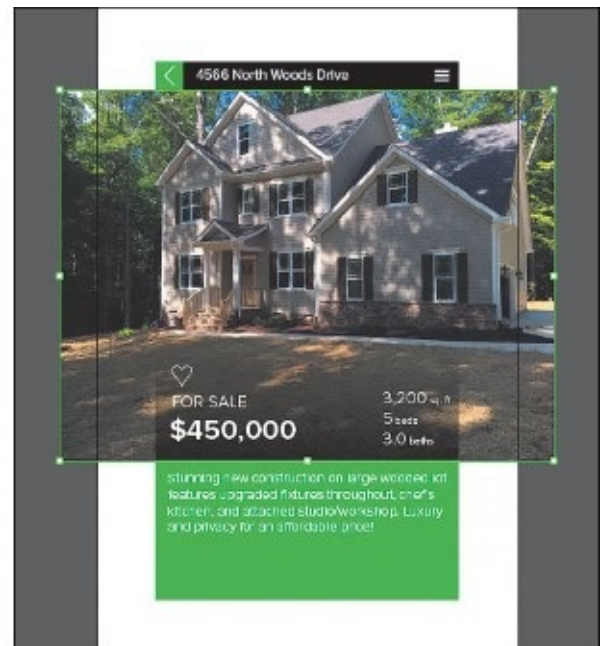 4566 North Woods Drive
FOR SALE
$450,000
3,200 sq ft
5 beds
3.0 baths
Stunning new construction on large wooded lot
features upgraded fixtures throughout, chef's
kitchen, and attached studio/workshop. Luxury
and privacy for an affordable price!